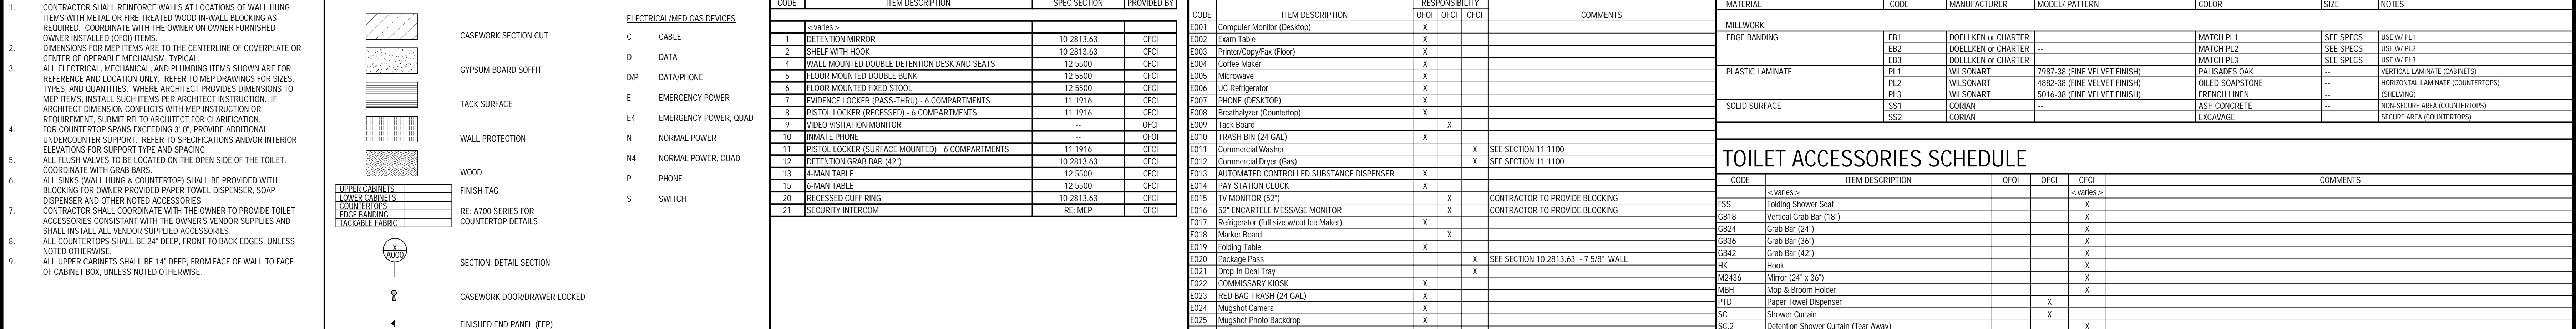 1. CONTRACTOR SHALL REINFORCE WALLS AT LOCATIONS OF WALL HUNG
ITEMS WITH METAL OR FIRE TREATED WOOD IN-WALL BLOCKING AS
REQUIRED. COORDINATE WITH THE OWNER ON OWNER FURNISHED
OWNER INSTALLED (OFOI) ITEMS.
2. DIMENSIONS FOR MEP ITEMS ARE TO THE CENTERLINE OF COVERPLATE OR
CENTER OF OPERABLE MECHANISM, TYPICAL.
3. ALL ELECTRICAL, MECHANICAL, AND PLUMBING ITEMS SHOWN ARE FOR
REFERENCE AND LOCATION ONLY. REFER TO MEP DRAWINGS FOR SIZES,
TYPES, AND QUANTITIES. WHERE ARCHITECT PROVIDES DIMENSIONS TO
MEP ITEMS, INSTALL SUCH ITEMS PER ARCHITECT INSTRUCTION. IF
ARCHITECT DIMENSION CONFLICTS WITH MEP INSTRUCTION OR
REQUIREMENT, SUBMIT RFI TO ARCHITECT FOR CLARIFICATION.
4. FOR COUNTERTOP SPANS EXCEEDING 3'-0", PROVIDE ADDITIONAL
UNDERCOUNTER SUPPORT. REFER TO SPECIFICATIONS AND/OR INTERIOR
ELEVATIONS FOR SUPPORT TYPE AND SPACING.
5. ALL FLUSH VALVES TO BE LOCATED ON THE OPEN SIDE OF THE TOILET.
COORDINATE WITH GRAB BARS.
6. ALL SINKS (WALL HUNG & COUNTERTOP) SHALL BE PROVIDED WITH
BLOCKING FOR OWNER PROVIDED PAPER TOWEL DISPENSER, SOAP
DISPENSER AND OTHER NOTED ACCESSORIES.
7. CONTRACTOR SHALL COORDINATE WITH THE OWNER TO PROVIDE TOILET
ACCESSORIES CONSISTANT WITH THE OWNER'S VENDOR SUPPLIES AND
SHALL INSTALL ALL VENDOR SUPPLIED ACCESSORIES.
8. ALL COUNTERTOPS SHALL BE 24" DEEP, FRONT TO BACK EDGES, UNLESS
NOTED OTHERWISE.
9. ALL UPPER CABINETS SHALL BE 14" DEEP, FROM FACE OF WALL TO FACE
OF CABINET BOX, UNLESS NOTED OTHERWISE.
CASEWORK SECTION CUT
GYPSUM BOARD SOFFIT
TACK SURFACE
WALL PROTECTION
WOOD
UPPER CABINETS
LOWER CABINETS
COUNTERTOPS
EDGE BANDING
TACKABLE FABRIC
FINISH TAG
RE: A700 SERIES FOR
COUNTERTOP DETAILS
X
A000
SECTION: DETAIL SECTION
CASEWORK DOOR/DRAWER LOCKED
FINISHED END PANEL (FEP)
ELECTRICAL/MED GAS DEVICES
C CABLE
D DATA
D/P DATA/PHONE
E EMERGENCY POWER
E4 EMERGENCY POWER, QUAD
N NORMAL POWER
N4 NORMAL POWER, QUAD
P PHONE
S SWITCH
CODE ITEM DESCRIPTION SPEC SECTION PROVIDED BY
<varies>
1 DETENTION MIRROR 10 2813.63 CFCI
2 SHELF WITH HOOK 10 2813.63 CFCI
4 WALL MOUNTED DOUBLE DETENTION DESK AND SEATS 12 5500 CFCI
5 FLOOR MOUNTED DOUBLE BUNK 12 5500 CFCI
6 FLOOR MOUNTED FIXED STOOL 12 5500 CFCI
7 EVIDENCE LOCKER (PASS-THRU) - 6 COMPARTMENTS 11 1916 CFCI
8 PISTOL LOCKER (RECESSED) - 6 COMPARTMENTS 11 1916 CFCI
9 VIDEO VISITATION MONITOR -- OFCI
10 INMATE PHONE -- OFOI
11 PISTOL LOCKER (SURFACE MOUNTED) - 6 COMPARTMENTS 11 1916 CFCI
12 DETENTION GRAB BAR (42") 10 2813.63 CFCI
13 4-MAN TABLE 12 5500 CFCI
15 6-MAN TABLE 12 5500 CFCI
20 RECESSED CUFF RING 10 2813.63 CFCI
21 SECURITY INTERCOM RE: MEP CFCI
RESPONSIBILITY
CODE ITEM DESCRIPTION OFOI OFCI CFCI COMMENTS
E001 Computer Monitor (Desktop) X
E002 Exam Table X
E003 Printer/Copy/Fax (Floor) X
E004 Coffee Maker X
E005 Microwave X
E006 UC Refrigerator X
E007 PHONE (DESKTOP) X
E008 Breathalyzer (Countertop) X
E009 Tack Board X
E010 TRASH BIN (24 GAL) X
E011 Commercial Washer X SEE SECTION 11 1100
E012 Commercial Dryer (Gas) X SEE SECTION 11 1100
E013 AUTOMATED CONTROLLED SUBSTANCE DISPENSER X
E014 PAY STATION CLOCK X
E015 TV MONITOR (52") X CONTRACTOR TO PROVIDE BLOCKING
E016 52" ENCARTELE MESSAGE MONITOR X CONTRACTOR TO PROVIDE BLOCKING
E017 Refrigerator (full size w/out Ice Maker) X
E018 Marker Board X
E019 Folding Table X
E020 Package Pass X SEE SECTION 10 2813.63 - 7 5/8" WALL
E021 Drop-In Deal Tray X
E022 COMMISSARY KIOSK X
E023 RED BAG TRASH (24 GAL) X
E024 Mugshot Camera X
E025 Mugshot Photo Backdrop X
MATERIAL CODE MANUFACTURER MODEL/ PATTERN COLOR SIZE NOTES
MILLWORK
EDGE BANDING EB1 DOELLKEN or CHARTER -- MATCH PL1 SEE SPECS USE W/ PL1
EB2 DOELLKEN or CHARTER -- MATCH PL2 SEE SPECS USE W/ PL2
EB3 DOELLKEN or CHARTER -- MATCH PL3 SEE SPECS USE W/ PL3
PLASTIC LAMINATE PL1 WILSONART 7987-38 (FINE VELVET FINISH) PALISADES OAK -- VERTICAL LAMINATE (CABINETS)
PL2 WILSONART 4882-38 (FINE VELVET FINISH) OILED SOAPSTONE -- HORIZONTAL LAMINATE (COUNTERTOPS)
PL3 WILSONART 5016-38 (FINE VELVET FINISH) FRENCH LINEN -- (SHELVING)
SOLID SURFACE SS1 CORIAN -- ASH CONCRETE -- NON-SECURE AREA (COUNTERTOPS)
SS2 CORIAN -- EXCAVAGE -- SECURE AREA (COUNTERTOPS)
TOILET ACCESSORIES SCHEDULE
CODE ITEM DESCRIPTION OFOI OFCI CFCI COMMENTS
<varies> <varies>
FSS Folding Shower Seat X
GB18 Vertical Grab Bar (18") X
GB24 Grab Bar (24") X
GB36 Grab Bar (36") X
GB42 Grab Bar (42") X
HK Hook X
M2436 Mirror (24" x 36") X
MBH Mop & Broom Holder X
PTD Paper Towel Dispenser X
SC Shower Curtain X
SC.2 Detention Shower Curtain (Tear Away) X